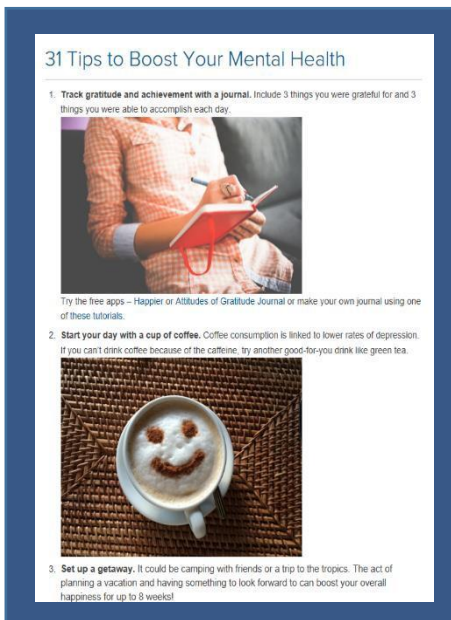 31 Tips to Boost Your Mental Health
1. Track gratitude and achievement with a journal. Include 3 things you were grateful for and 3
things you were able to accomplish each day.
Try the free apps – Happier or Attitudes of Gratitude Journal or make your own journal using one
of these tutorials.
2. Start your day with a cup of coffee. Coffee consumption is linked to lower rates of depression.
If you can't drink coffee because of the caffeine, try another good-for-you drink like green tea.
3. Set up a getaway. It could be camping with friends or a trip to the tropics. The act of
planning a vacation and having something to look forward to can boost your overall
happiness for up to 8 weeks!